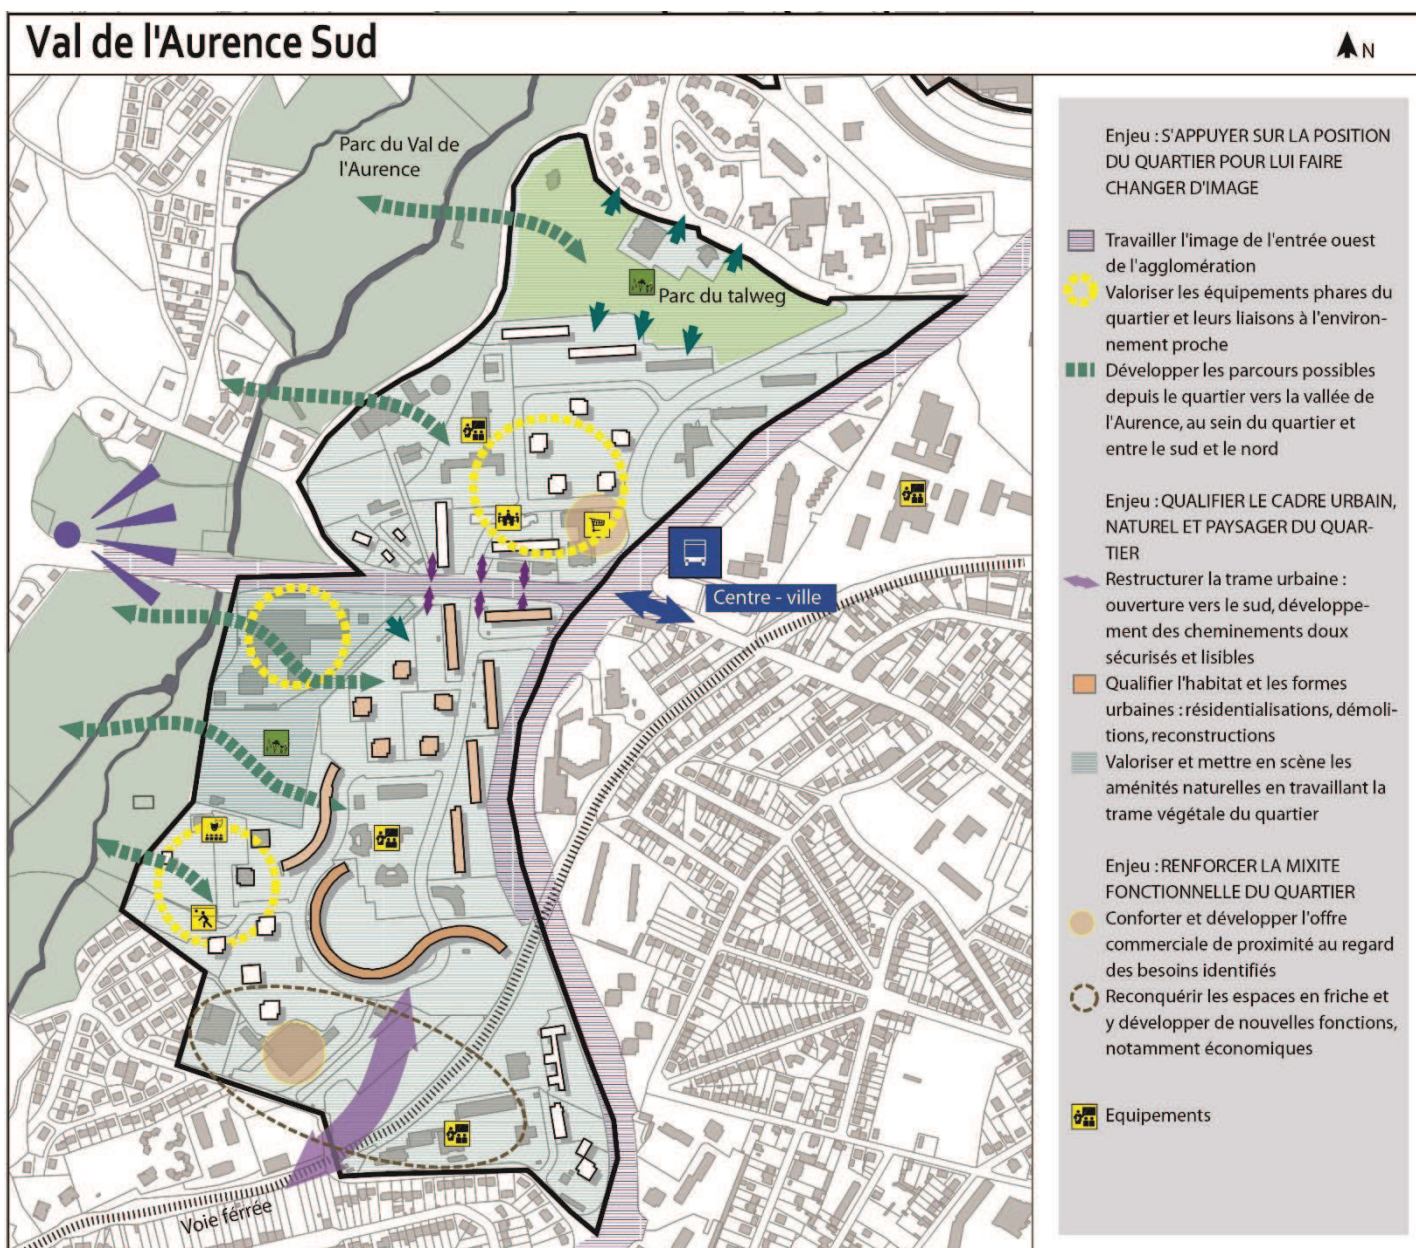 Val de l'Aurence Sud
N
Parc du Val de
l'Aurence
Parc du talweg
Centre - ville
Voie férrée
Enjeu : S'APPUYER SUR LA POSITION
DU QUARTIER POUR LUI FAIRE
CHANGER D'IMAGE
Travailler l'image de l'entrée ouest
de l'agglomération
Valoriser les équipements phares du
quartier et leurs liaisons à l'environ-
nement proche
Développer les parcours possibles
depuis le quartier vers la vallée de
l'Aurence, au sein du quartier et
entre le sud et le nord
Enjeu : QUALIFIER LE CADRE URBAIN,
NATUREL ET PAYSAGER DU QUAR-
TIER
Restructurer la trame urbaine :
ouverture vers le sud, développe-
ment des cheminements doux
sécurisés et lisibles
Qualifier l'habitat et les formes
urbaines : résidentialisations, démoli-
tions, reconstructions
Valoriser et mettre en scène les
aménités naturelles en travaillant la
trame végétale du quartier
Enjeu : RENFORCER LA MIXITE
FONCTIONNELLE DU QUARTIER
Conforter et développer l'offre
commerciale de proximité au regard
des besoins identifiés
Reconquérir les espaces en friche et
y développer de nouvelles fonctions,
notamment économiques
Equipements